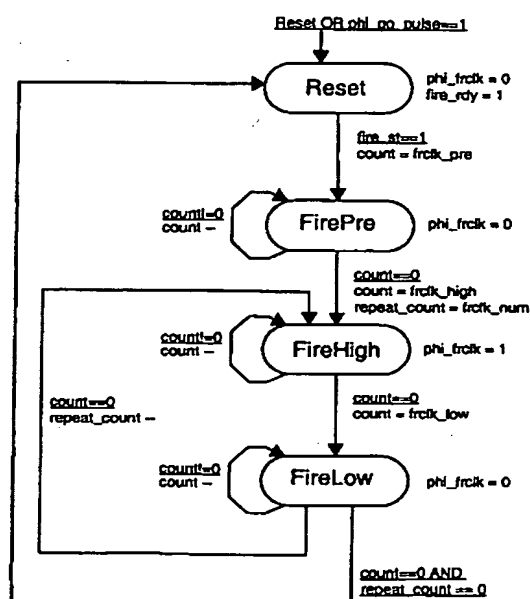 Reset OR phi_po_pulse==1
Reset
phi_frclk = 0
fire_rdy = 1
fire_st==1
count = frclk_pre
count!=0
count --
FirePre
phi_frclk = 0
count==0
count = frclk_high
repeat_count = frclk_num
count!=0
count --
FireHigh
phi_frclk = 1
count==0
repeat_count --
count==0
count = frclk_low
count!=0
count --
FireLow
phi_frclk = 0
count==0 AND
repeat_count == 0